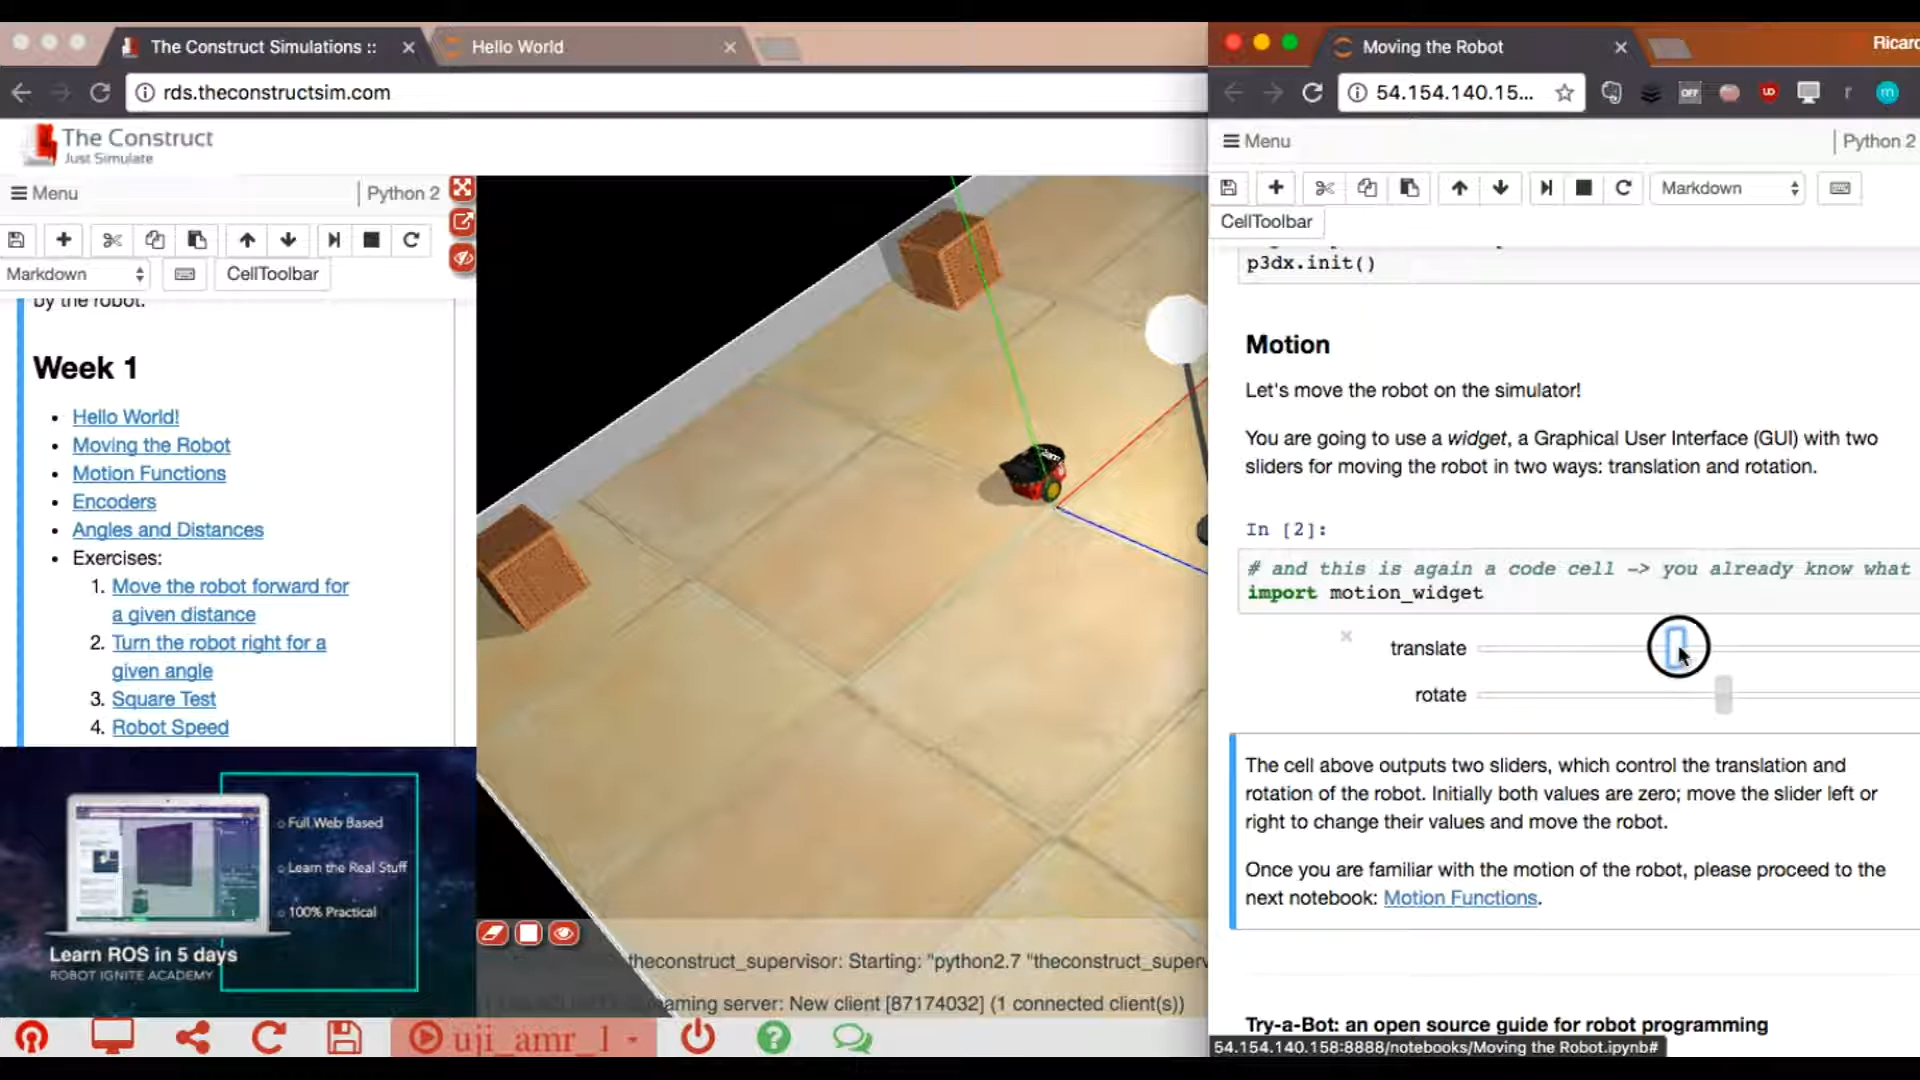 The Construct Simulations ::
Hello World
rds.theconstructsim.com
The Construct
Just Simulate
Menu
Python 2
Markdown
CellToolbar
by the robot.
Week 1
Hello World!
Moving the Robot
Motion Functions
Encoders
Angles and Distances
Exercises:
1. Move the robot forward for
a given distance
2. Turn the robot right for a
given angle
3. Square Test
4. Robot Speed
Full Web Based
Learn the Real Stuff
100% Practical
Learn ROS in 5 days
ROBOT IGNITE ACADEMY
theconstruct_supervisor: Starting: "python2.7 "theconstruct_superv
eaming server: New client [87174032] (1 connected client(s))
uji_amr_1
Moving the Robot
Ricard
54.154.140.15...
OFF
UD
r
m
Menu
Python 2
Markdown
CellToolbar
p3dx.init()
Motion
Let's move the robot on the simulator!
You are going to use a widget, a Graphical User Interface (GUI) with two
sliders for moving the robot in two ways: translation and rotation.
In [2]:
# and this is again a code cell -> you already know what
import motion_widget
translate
rotate
The cell above outputs two sliders, which control the translation and
rotation of the robot. Initially both values are zero; move the slider left or
right to change their values and move the robot.
Once you are familiar with the motion of the robot, please proceed to the
next notebook: Motion Functions.
Try-a-Bot: an open source guide for robot programming
54.154.140.158:8888/notebooks/Moving the Robot.ipynb#